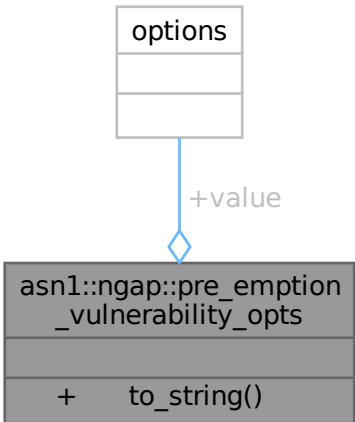 options
+value
asn1::ngap::pre_emption
_vulnerability_opts
+ to_string()